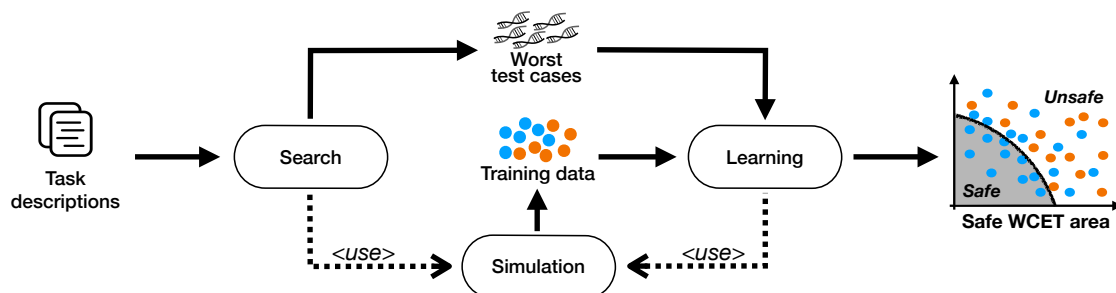 Task
descriptions
Search
Worst
test cases
Training data
Learning
<use>
Simulation
<use>
Unsafe
Safe
Safe WCET area